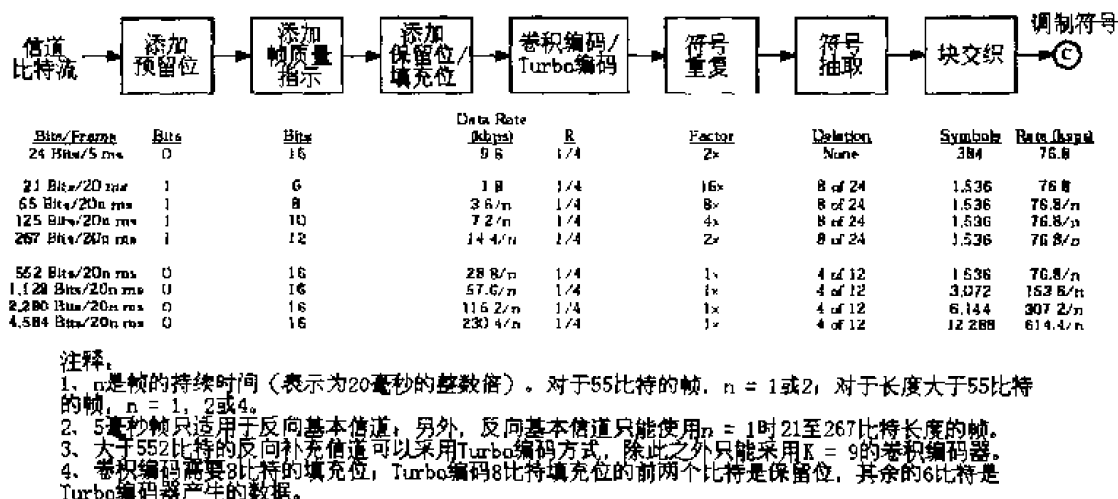 信道
比特流
添加
预留位
添加
帧质量
指示
添加
保留位/
填充位
卷积编码/
Turbo编码
符号
重复
符号
抽取
块交织
调制符号
C
Data Rate
Bits/Frame Bits Bits (kbps) R Factor Deletion Symbols Rate (ksps)
24 Bits/5 ms 0 16 9.6 1/4 2× None 384 76.8
21 Bits/20 ms 1 6 1.8 1/4 16× 8 of 24 1,536 76.8
55 Bits/20n ms 1 8 3.6/n 1/4 8× 8 of 24 1,536 76.8/n
125 Bits/20n ms 1 10 7.2/n 1/4 4× 8 of 24 1,536 76.8/n
267 Bits/20n ms 1 12 14.4/n 1/4 2× 8 of 24 1,536 76.8/n
552 Bits/20n ms 0 16 28.8/n 1/4 1× 4 of 12 1,536 76.8/n
1,128 Bits/20n ms 0 16 57.6/n 1/4 1× 4 of 12 3,072 153.6/n
2,280 Bits/20n ms 0 16 115.2/n 1/4 1× 4 of 12 6,144 307.2/n
4,584 Bits/20n ms 0 16 230.4/n 1/4 1× 4 of 12 12,288 614.4/n
注释:
1、n是帧的持续时间(表示为20毫秒的整数倍)。对于55比特的帧, n = 1或2; 对于长度大于55比特
的帧, n = 1, 2或4。
2、5毫秒帧只适用于反向基本信道; 另外, 反向基本信道只能使用n = 1时21至267比特长度的帧。
3、大于552比特的反向补充信道可以采用Turbo编码方式, 除此之外只能采用K = 9的卷积编码器。
4、卷积编码需要8比特的填充位; Turbo编码8比特填充位的前两个比特是保留位, 其余的6比特是
Turbo编码器产生的数据。